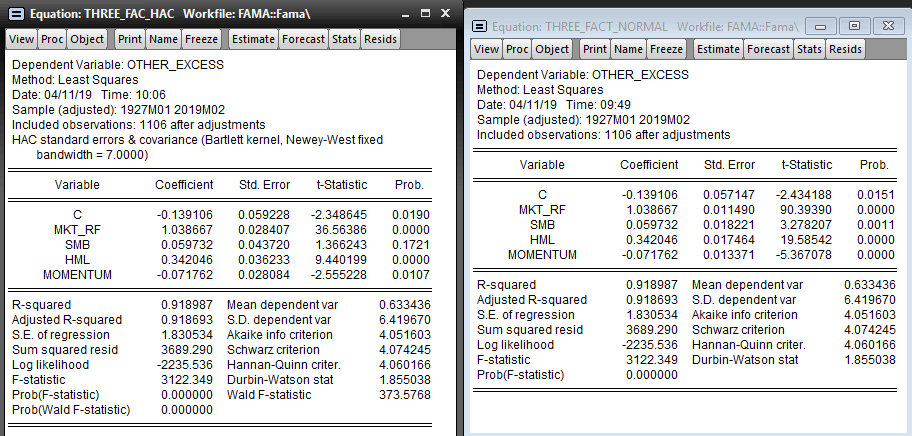 Equation: THREE_FAC_HAC Workfile: FAMA::Fama\
View Proc Object Print Name Freeze Estimate Forecast Stats Resids
Dependent Variable: OTHER_EXCESS
Method: Least Squares
Date: 04/11/19 Time: 10:06
Sample (adjusted): 1927M01 2019M02
Included observations: 1106 after adjustments
HAC standard errors & covariance (Bartlett kernel, Newey-West fixed
bandwidth = 7.0000)
Variable Coefficient Std. Error t-Statistic Prob.
C -0.139106 0.059228 -2.348645 0.0190
MKT_RF 1.038667 0.028407 36.56386 0.0000
SMB 0.059732 0.043720 1.366243 0.1721
HML 0.342046 0.036233 9.440199 0.0000
MOMENTUM -0.071762 0.028084 -2.555228 0.0107
R-squared 0.918987 Mean dependent var 0.633436
Adjusted R-squared 0.918693 S.D. dependent var 6.419670
S.E. of regression 1.830534 Akaike info criterion 4.051603
Sum squared resid 3689.290 Schwarz criterion 4.074245
Log likelihood -2235.536 Hannan-Quinn criter. 4.060166
F-statistic 3122.349 Durbin-Watson stat 1.855038
Prob(F-statistic) 0.000000 Wald F-statistic 373.5768
Prob(Wald F-statistic) 0.000000
Equation: THREE_FACT_NORMAL Workfile: FAMA::Fama\
View Proc Object Print Name Freeze Estimate Forecast Stats Resids
Dependent Variable: OTHER_EXCESS
Method: Least Squares
Date: 04/11/19 Time: 09:49
Sample (adjusted): 1927M01 2019M02
Included observations: 1106 after adjustments
Variable Coefficient Std. Error t-Statistic Prob.
C -0.139106 0.057147 -2.434188 0.0151
MKT_RF 1.038667 0.011490 90.39390 0.0000
SMB 0.059732 0.018221 3.278207 0.0011
HML 0.342046 0.017464 19.58542 0.0000
MOMENTUM -0.071762 0.013371 -5.367078 0.0000
R-squared 0.918987 Mean dependent var 0.633436
Adjusted R-squared 0.918693 S.D. dependent var 6.419670
S.E. of regression 1.830534 Akaike info criterion 4.051603
Sum squared resid 3689.290 Schwarz criterion 4.074245
Log likelihood -2235.536 Hannan-Quinn criter. 4.060166
F-statistic 3122.349 Durbin-Watson stat 1.855038
Prob(F-statistic) 0.000000